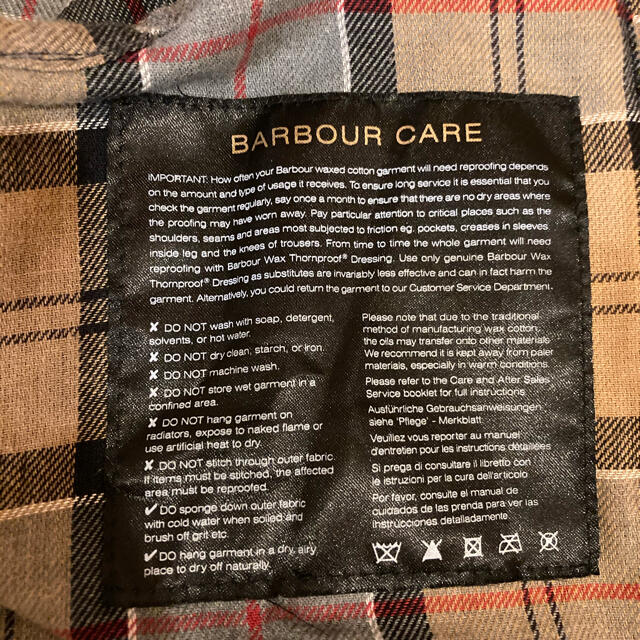 BARBOUR CARE
IMPORTANT: How often your Barbour waxed cotton garment will need reproofing depends
on the amount and type of usage it receives. To ensure long service it is essential that you
check the garment regularly, say once a month to ensure that there are no dry areas where
the proofing may have worn away. Pay particular attention to critical places such as the
shoulders, seams and areas most subjected to friction eg. pockets, creases in sleeves
inside leg and the knees of trousers. From time to time the whole garment will need
reproofing with Barbour Wax Thornproof® Dressing. Use only genuine Barbour Wax
Thornproof® Dressing as substitutes are invariably less effective and can in fact harm the
garment. Alternatively, you could return the garment to our Customer Service Department.
✘ DO NOT wash with soap, detergent,
solvents, or hot water.
✘ DO NOT dry clean, starch, or iron.
✘ DO NOT machine wash.
✘ DO NOT store wet garment in a
confined area.
✘ DO NOT hang garment on
radiators, expose to naked flame or
use artificial heat to dry.
✘ DO NOT stitch through outer fabric.
If items must be stitched, the affected
area must be reproofed.
✔ DO sponge down outer fabric
with cold water when soiled and
brush off grit etc.
✔ DO hang garment in a dry, airy
place to dry off naturally.
Please note that due to the traditional
method of manufacturing wax cotton,
the oils may transfer onto other materials.
We recommend it is kept away from paler
materials, especially in warm conditions.
Please refer to the Care and After Sales
Service booklet for full instructions.
Ausführliche Gebrauchsanweisungen
siehe 'Pflege' - Merkblatt
Veuillez vous reporter au manuel
d'entretien pour les instructions détaillées
Si prega di consultare il libretto con
le istruzioni per la cura dell'articolo
Por favor, consulte el manual de
cuidados de las prenda para ver las
instrucciones detalladamente.